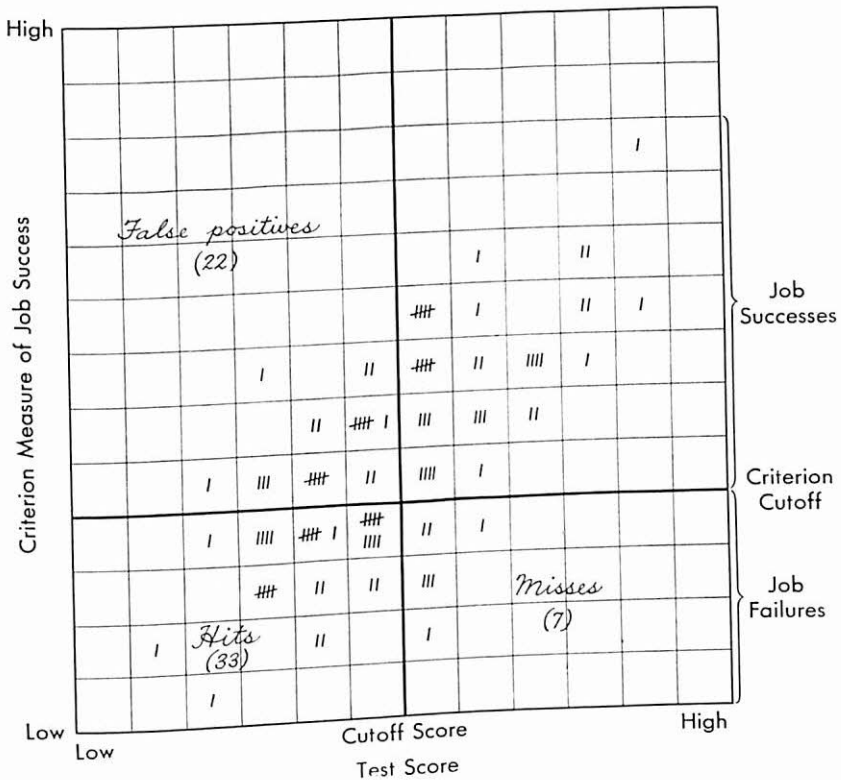 High
False positives
(22)
Job
Successes
Criterion Measure of Job Success
Criterion
Cutoff
Misses
(7)
Job
Failures
Hits
(33)
Low
Low
Cutoff Score
High
Test Score